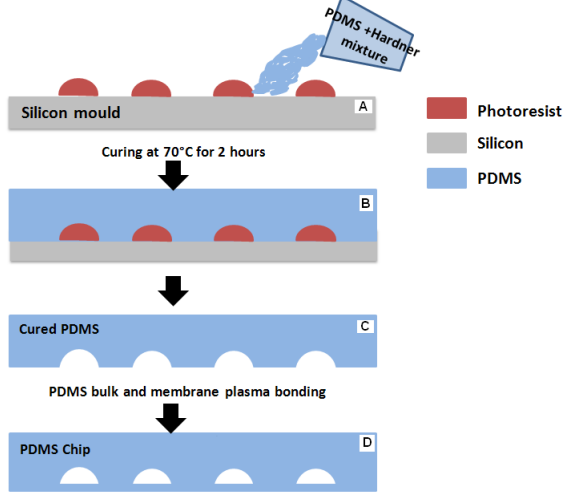 PDMS +Hardner
mixture
Silicon mould
A
Photoresist
Silicon
PDMS
Curing at 70°C for 2 hours
B
Cured PDMS
C
PDMS bulk and membrane plasma bonding
PDMS Chip
D